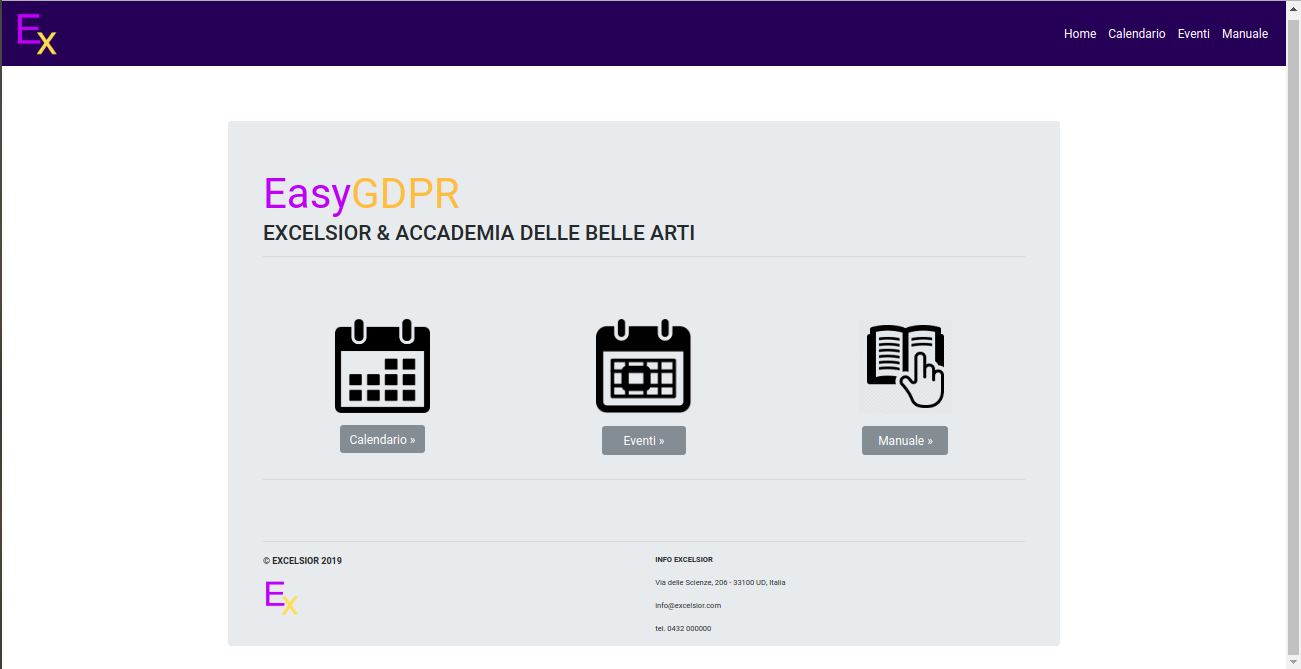 Ex
Home Calendario Eventi Manuale
EasyGDPR
EXCELSIOR & ACCADEMIA DELLE BELLE ARTI
Calendario » Eventi » Manuale »
© EXCELSIOR 2019
Ex
INFO EXCELSIOR
Via delle Scienze, 206 - 33100 UD, Italia
info@excelsior.com
tel. 0432 000000